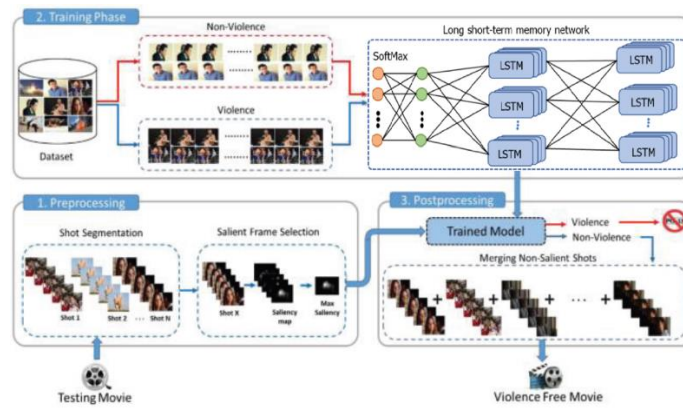 2. Training Phase
Non-Violence
Violence
Dataset
Long short-term memory network
SoftMax
LSTM
LSTM
LSTM
LSTM
LSTM
LSTM
1. Preprocessing
Shot Segmentation
Shot 1
Shot 2
...
Shot N
Salient Frame Selection
Shot X
Saliency
map
Max
Saliency
Testing Movie
3. Postprocessing
Trained Model
Violence
Non-Violence
Merging Non-Salient Shots
+ + + ... +
Violence Free Movie